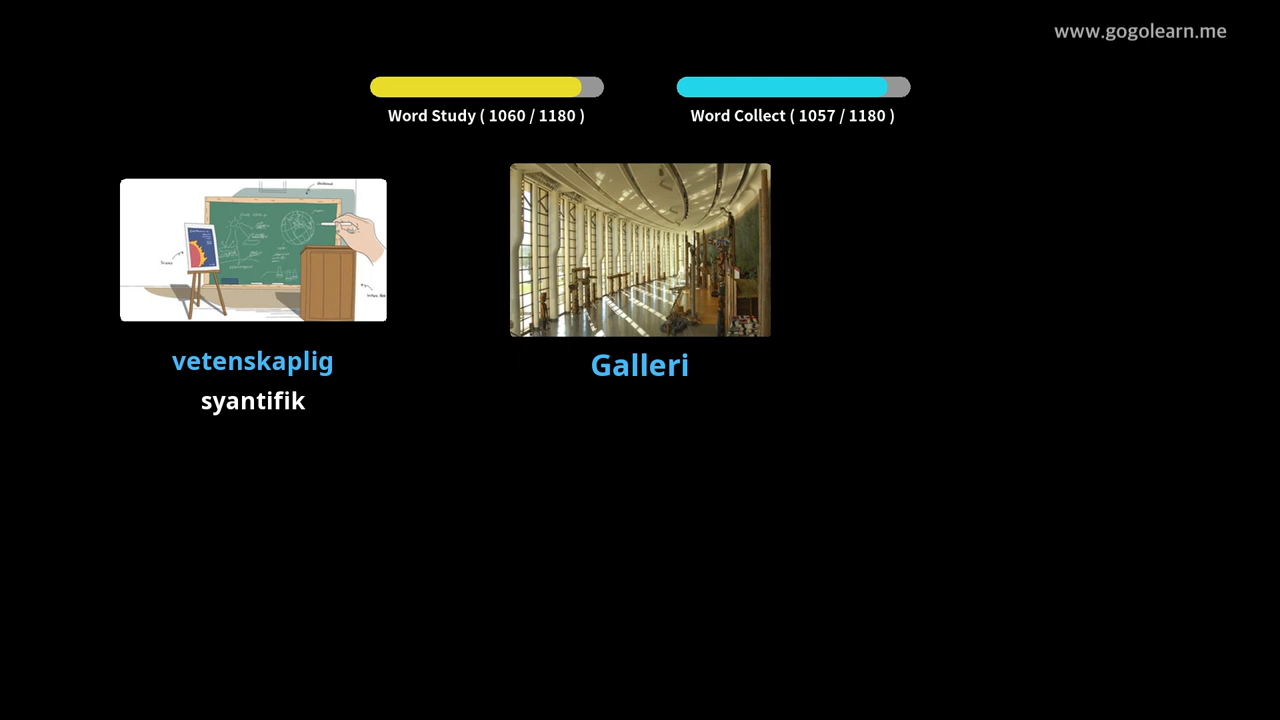 www.gogolearn.me
Word Study ( 1060 / 1180 )
Word Collect ( 1057 / 1180 )
vetenskaplig
syantifik
Galleri